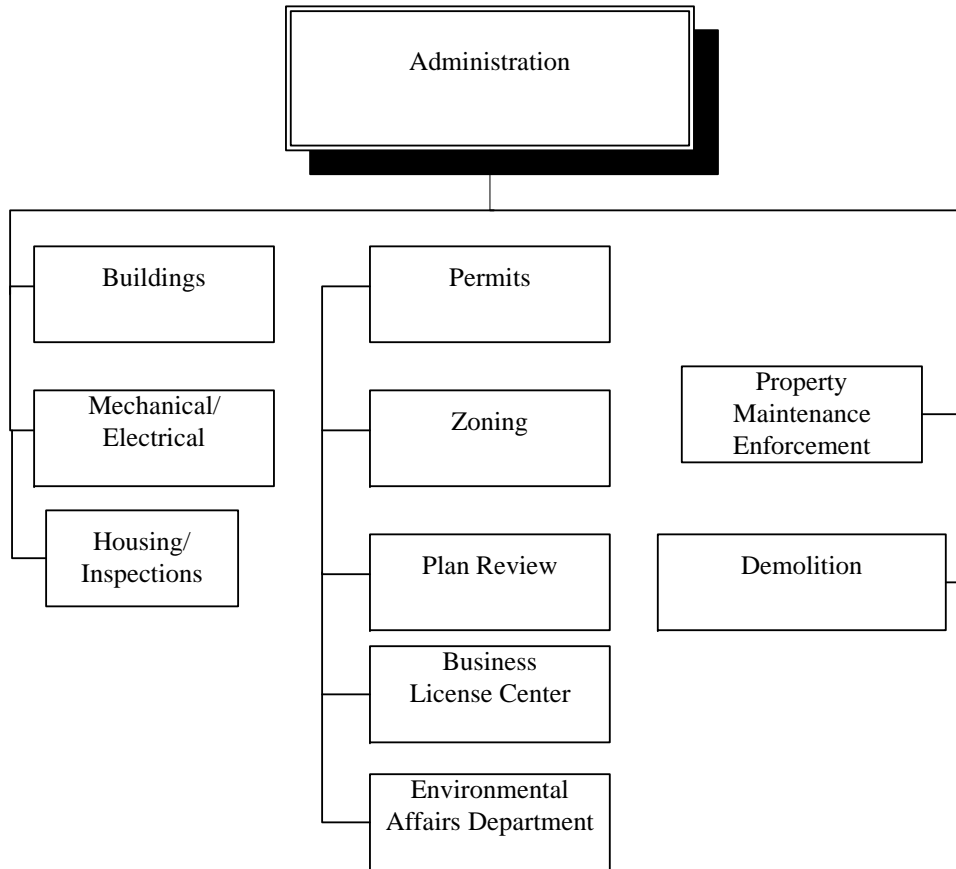 Administration
Buildings
Mechanical/
Electrical
Housing/
Inspections
Permits
Zoning
Plan Review
Business
License Center
Environmental
Affairs Department
Property
Maintenance
Enforcement
Demolition